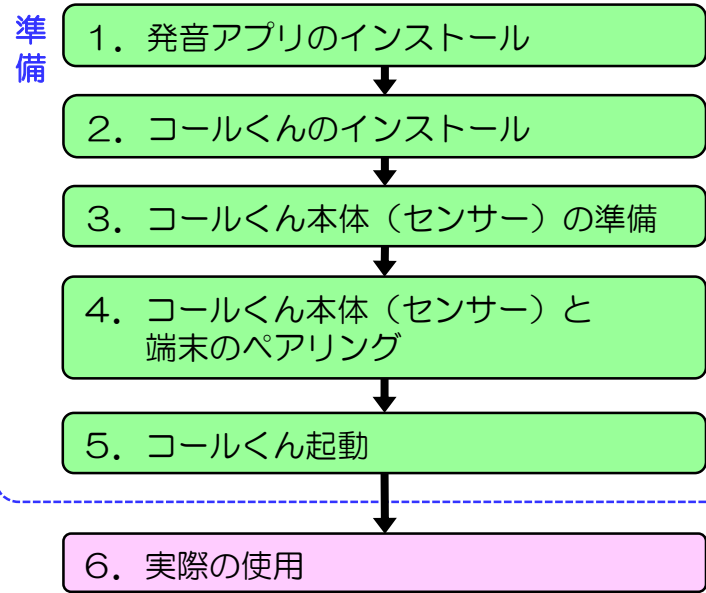 準備
1．発音アプリのインストール
2．コールくんのインストール
3．コールくん本体（センサー）の準備
4．コールくん本体（センサー）と
端末のペアリング
5．コールくん起動
6．実際の使用